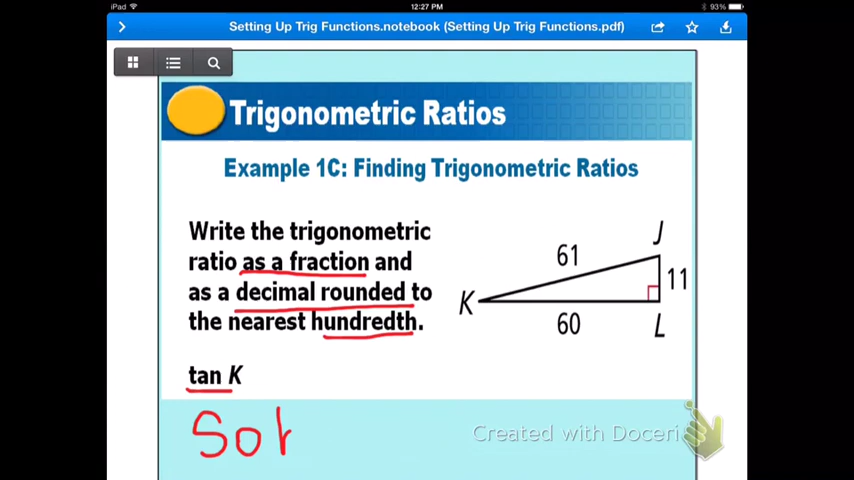 iPad 12:27 PM 93%
Setting Up Trig Functions.notebook (Setting Up Trig Functions.pdf)
Trigonometric Ratios
Example 1C: Finding Trigonometric Ratios
Write the trigonometric
ratio as a fraction and
as a decimal rounded to
the nearest hundredth.
tan K
J
61
11
K
60
L
Created with Doceri